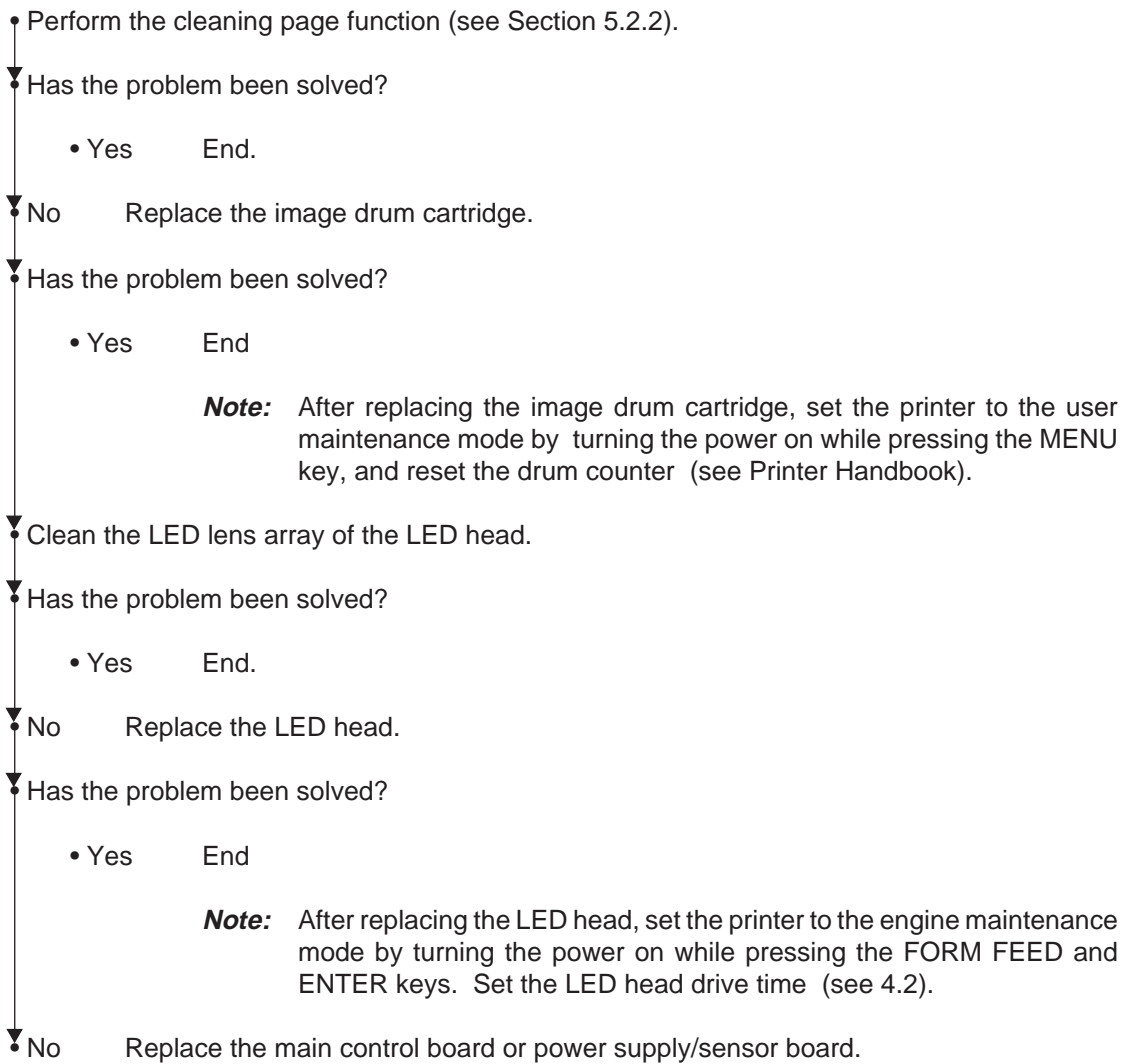 • Perform the cleaning page function (see Section 5.2.2).
• Has the problem been solved?
• Yes End.
• No Replace the image drum cartridge.
• Has the problem been solved?
• Yes End
Note: After replacing the image drum cartridge, set the printer to the user
maintenance mode by turning the power on while pressing the MENU
key, and reset the drum counter (see Printer Handbook).
• Clean the LED lens array of the LED head.
• Has the problem been solved?
• Yes End.
• No Replace the LED head.
• Has the problem been solved?
• Yes End
Note: After replacing the LED head, set the printer to the engine maintenance
mode by turning the power on while pressing the FORM FEED and
ENTER keys. Set the LED head drive time (see 4.2).
• No Replace the main control board or power supply/sensor board.